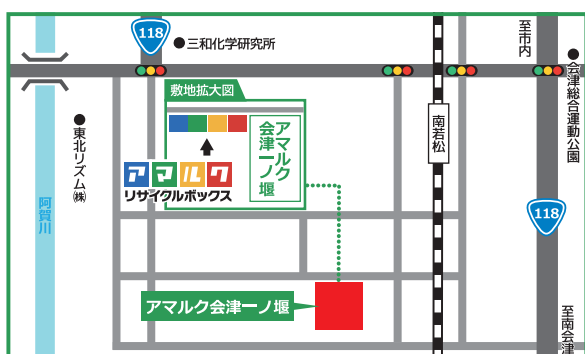 118
●三和化学研究所
至市内
●会津総合運動公園
敷地拡大図
アマルク
会津一ノ堰
●東北リズム㈱
南若松
アマルク
リサイクルボックス
阿賀川
118
アマルク会津一ノ堰
至南会津